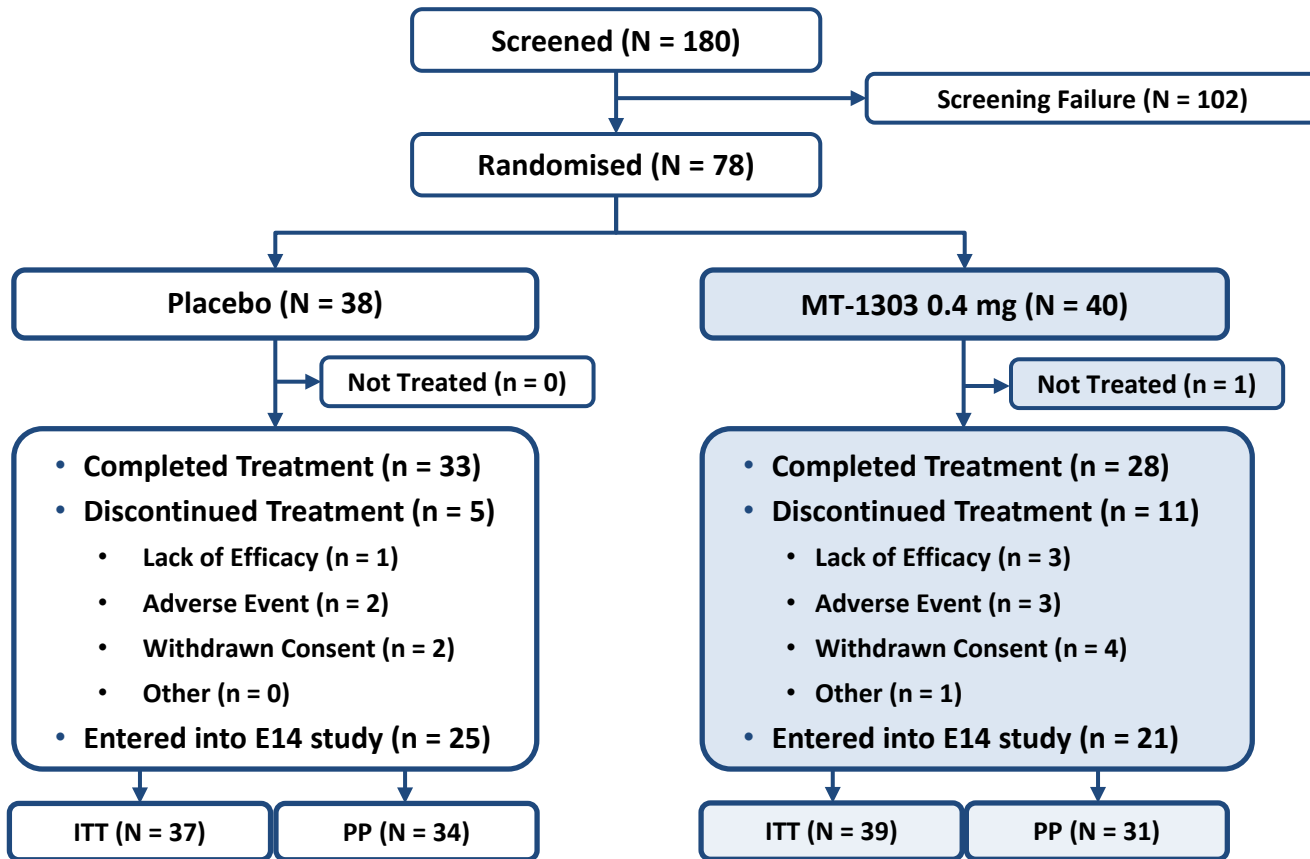 Screened (N = 180)
Screening Failure (N = 102)
Randomised (N = 78)
Placebo (N = 38)
Not Treated (n = 0)
• Completed Treatment (n = 33)
• Discontinued Treatment (n = 5)
• Lack of Efficacy (n = 1)
• Adverse Event (n = 2)
• Withdrawn Consent (n = 2)
• Other (n = 0)
• Entered into E14 study (n = 25)
ITT (N = 37)
PP (N = 34)
MT-1303 0.4 mg (N = 40)
Not Treated (n = 1)
• Completed Treatment (n = 28)
• Discontinued Treatment (n = 11)
• Lack of Efficacy (n = 3)
• Adverse Event (n = 3)
• Withdrawn Consent (n = 4)
• Other (n = 1)
• Entered into E14 study (n = 21)
ITT (N = 39)
PP (N = 31)